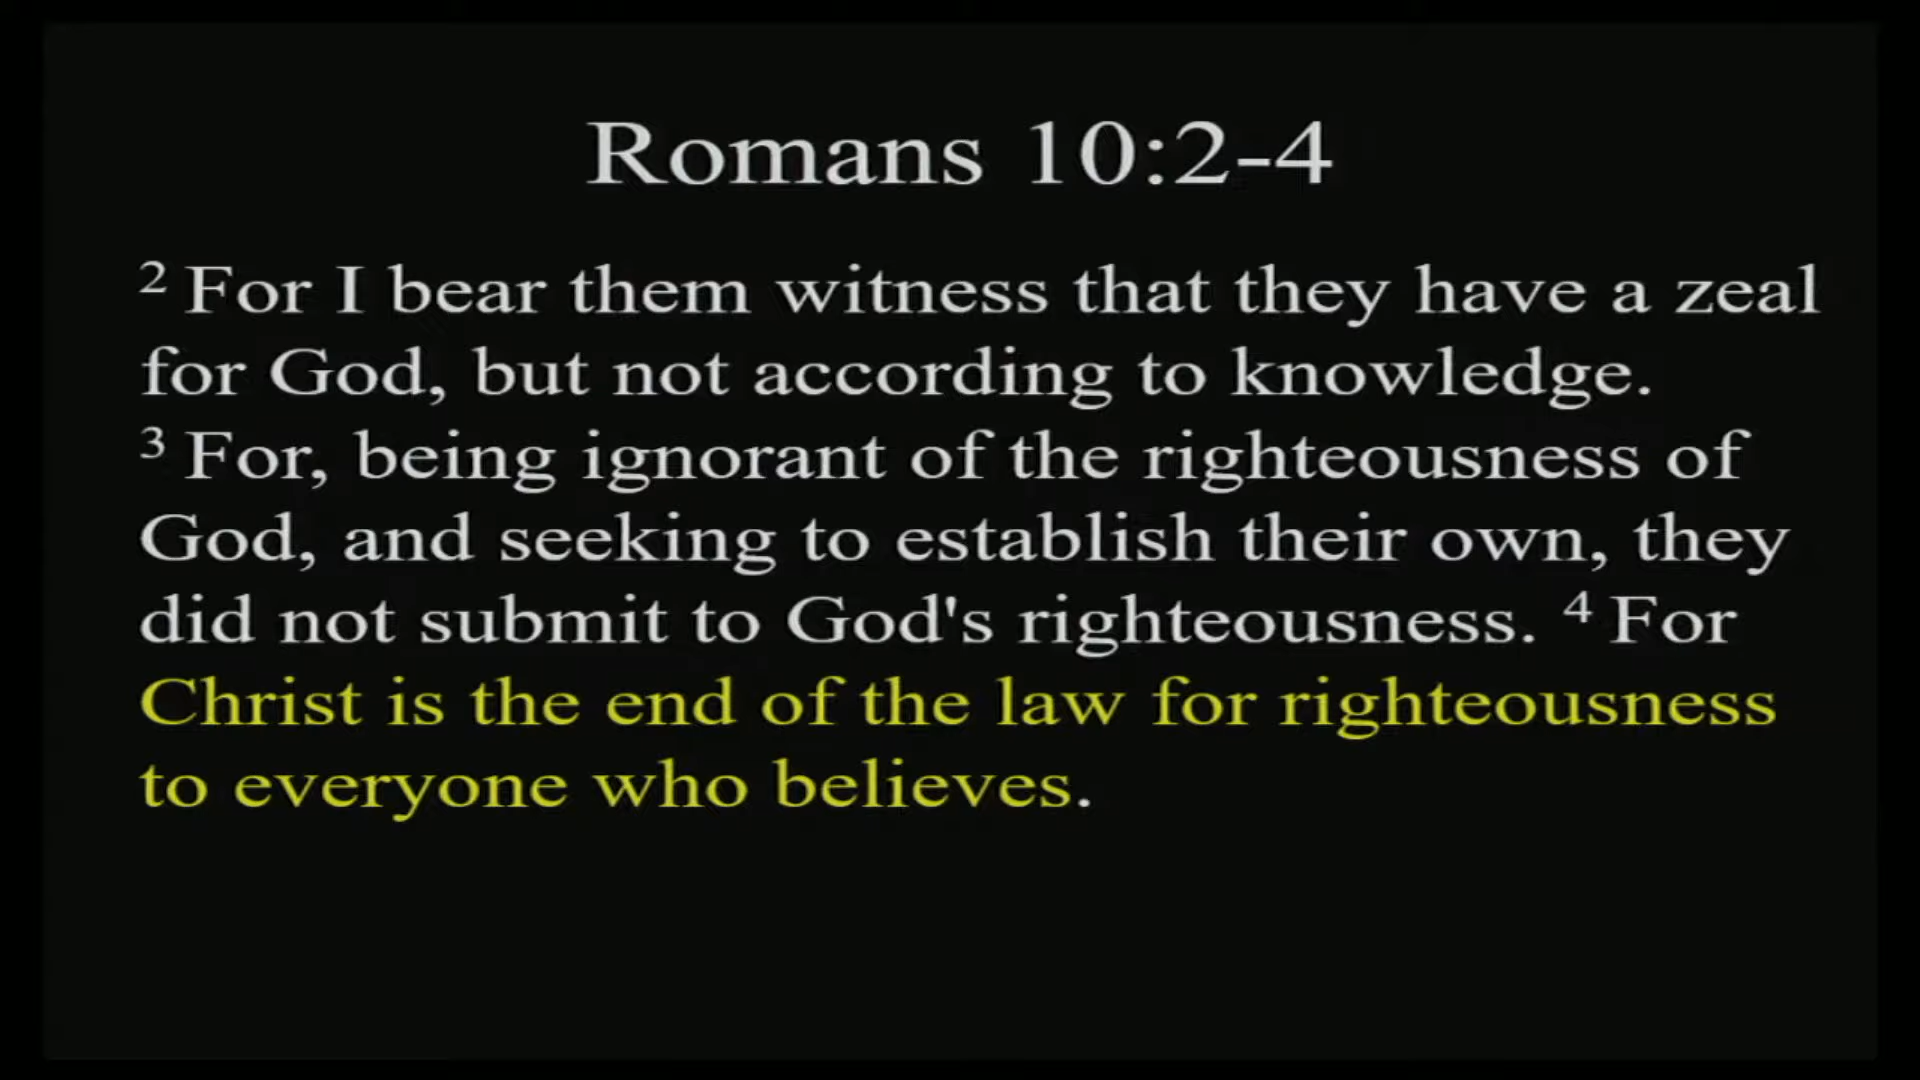 Romans 10:2-4
2 For I bear them witness that they have a zeal
for God, but not according to knowledge.
3 For, being ignorant of the righteousness of
God, and seeking to establish their own, they
did not submit to God's righteousness. 4 For
Christ is the end of the law for righteousness
to everyone who believes.